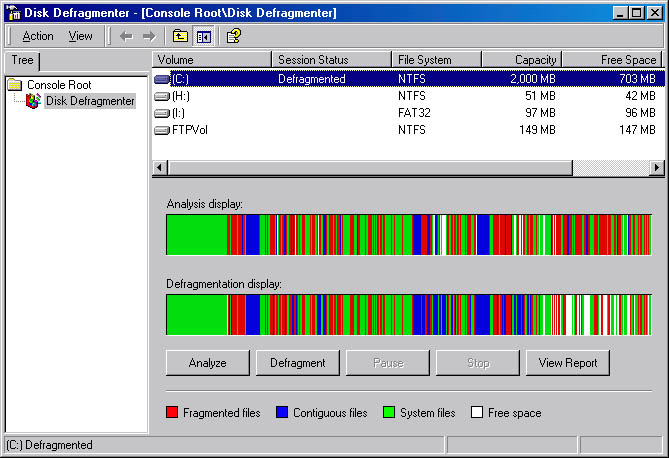 Disk Defragmenter - [Console Root\Disk Defragmenter]
Action View
Tree
Console Root
Disk Defragmenter
Volume Session Status File System Capacity Free Space
(C:) Defragmented NTFS 2,000 MB 703 MB
(H:) NTFS 51 MB 42 MB
(I:) FAT32 97 MB 96 MB
FTPVol NTFS 149 MB 147 MB
Analysis display:
Defragmentation display:
Analyze Defragment Pause Stop View Report
Fragmented files Contiguous files System files Free space
(C:) Defragmented